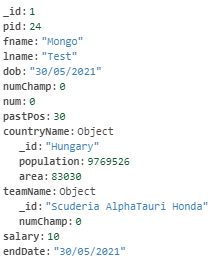 _id: 1
pid: 24
fname: "Mongo"
lname: "Test"
dob: "30/05/2021"
numChamp: 0
num: 0
pastPos: 30
countryName: Object
_id: "Hungary"
population: 9769526
area: 83030
teamName: Object
_id: "Scuderia AlphaTauri Honda"
numChamp: 0
salary: 10
endDate: "30/05/2021"